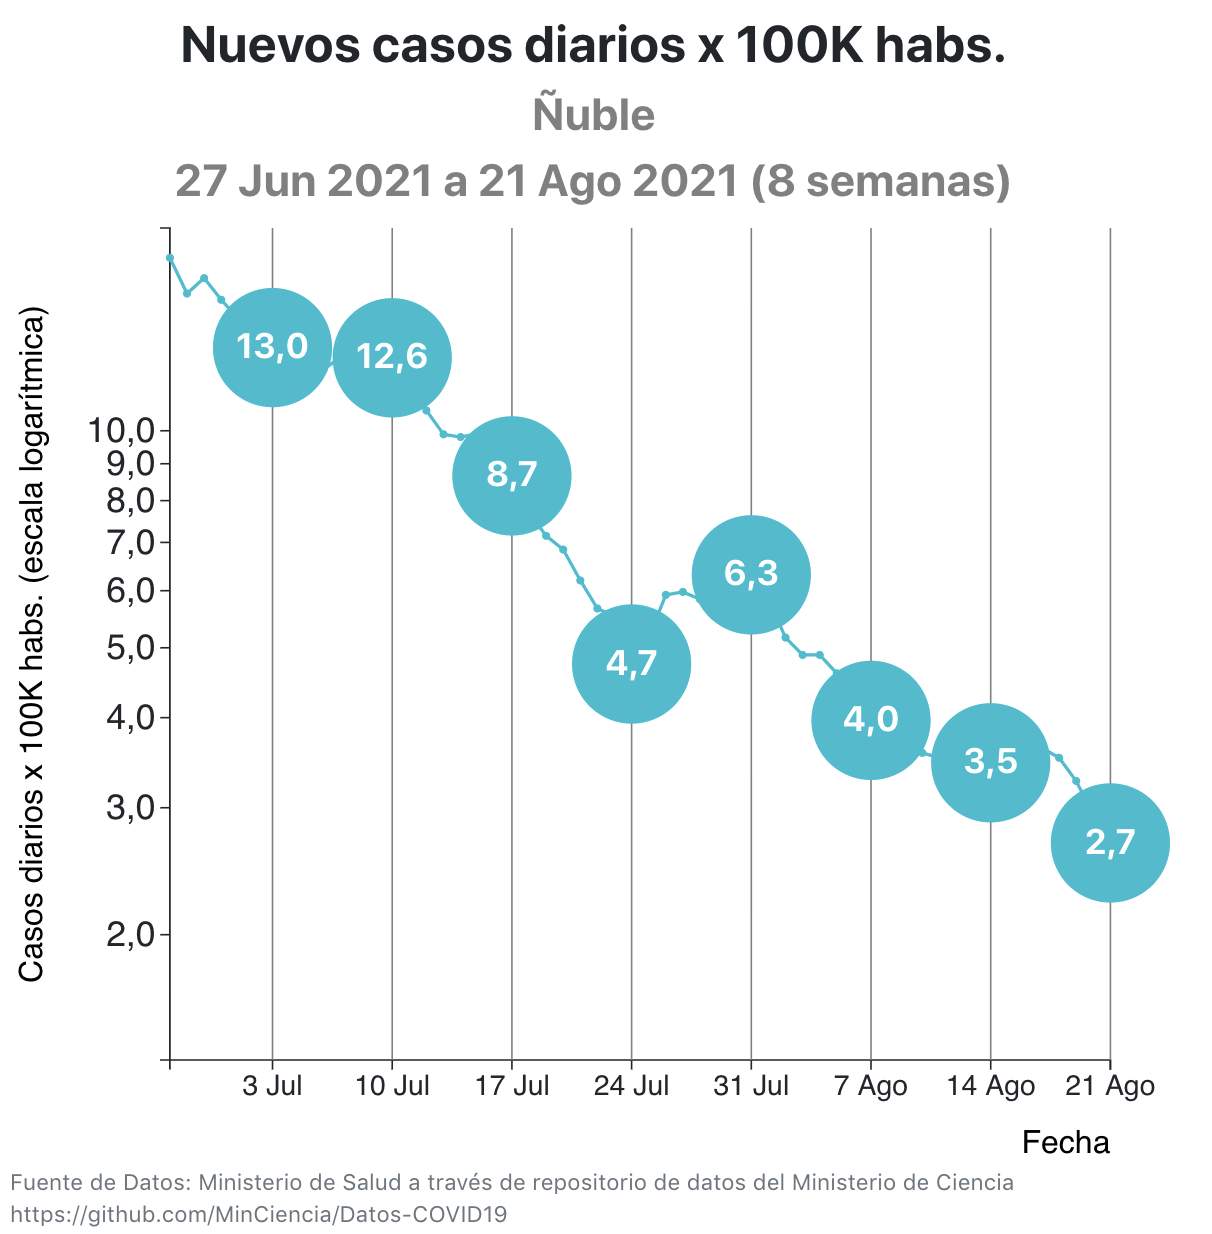 Nuevos casos diarios x 100K habs.
Ñuble
27 Jun 2021 a 21 Ago 2021 (8 semanas)
Casos diarios x 100K habs. (escala logarítmica)
10,0
9,0
8,0
7,0
6,0
5,0
4,0
3,0
2,0
13,0
12,6
8,7
4,7
6,3
4,0
3,5
2,7
3 Jul
10 Jul
17 Jul
24 Jul
31 Jul
7 Ago
14 Ago
21 Ago
Fecha
Fuente de Datos: Ministerio de Salud a través de repositorio de datos del Ministerio de Ciencia
https://github.com/MinCiencia/Datos-COVID19